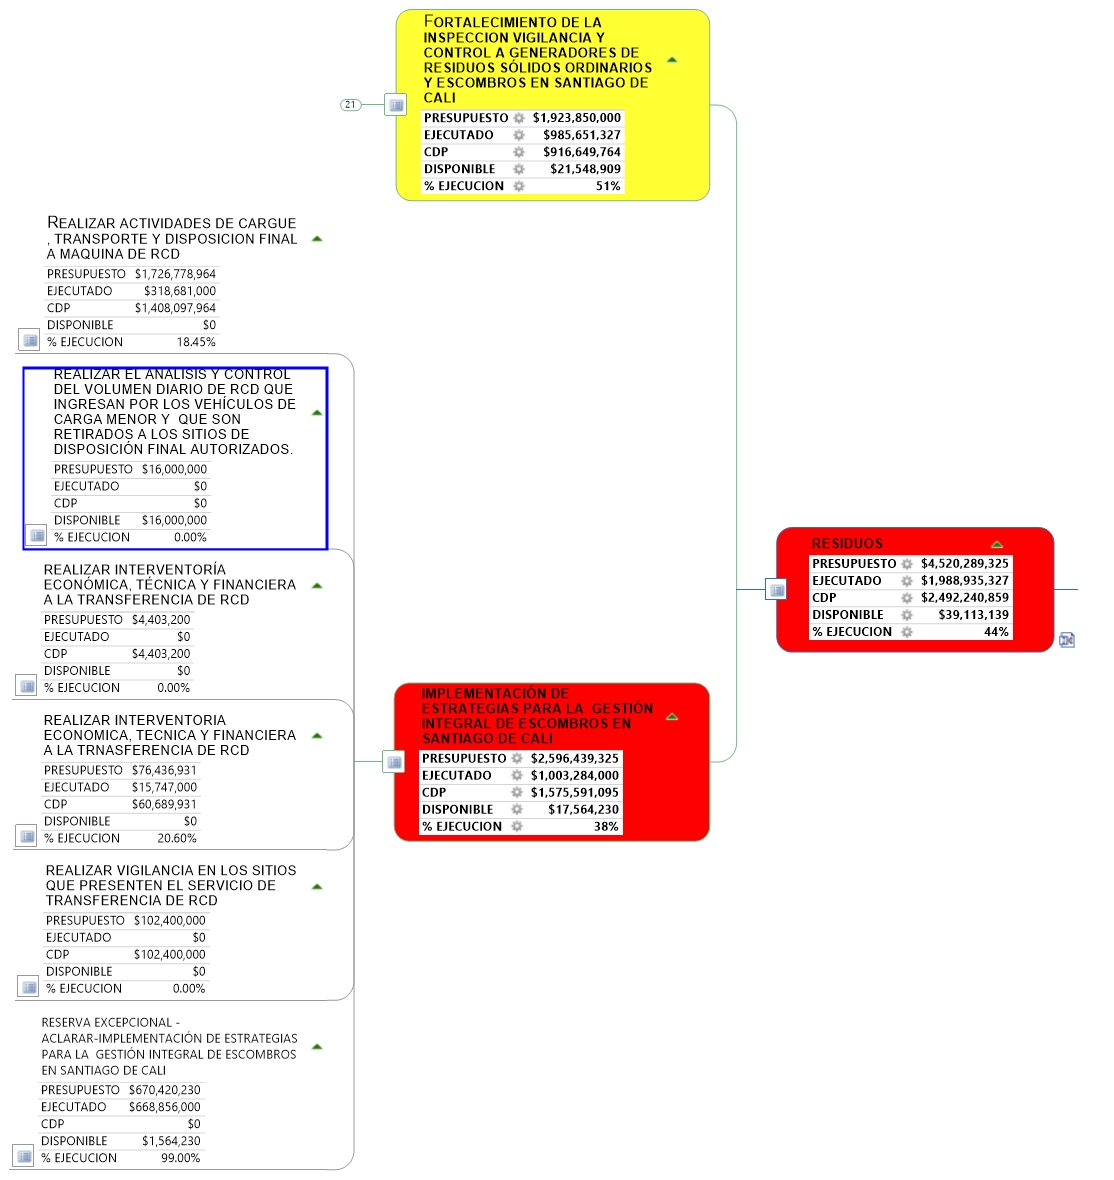 FORTALECIMIENTO DE LA
INSPECCION VIGILANCIA Y
CONTROL A GENERADORES DE
RESIDUOS SÓLIDOS ORDINARIOS
Y ESCOMBROS EN SANTIAGO DE
CALI
PRESUPUESTO $1,923,850,000
EJECUTADO $985,651,327
CDP $916,649,764
DISPONIBLE $21,548,909
% EJECUCION 51%
21
REALIZAR ACTIVIDADES DE CARGUE
, TRANSPORTE Y DISPOSICION FINAL
A MAQUINA DE RCD
PRESUPUESTO $1,726,778,964
EJECUTADO $318,681,000
CDP $1,408,097,964
DISPONIBLE $0
% EJECUCION 18.45%
REALIZAR EL ANALISIS Y CONTROL
DEL VOLUMEN DIARIO DE RCD QUE
INGRESAN POR LOS VEHÍCULOS DE
CARGA MENOR Y QUE SON
RETIRADOS A LOS SITIOS DE
DISPOSICIÓN FINAL AUTORIZADOS.
PRESUPUESTO $16,000,000
EJECUTADO $0
CDP $0
DISPONIBLE $16,000,000
% EJECUCION 0.00%
REALIZAR INTERVENTORÍA
ECONÓMICA, TÉCNICA Y FINANCIERA
A LA TRANSFERENCIA DE RCD
PRESUPUESTO $4,403,200
EJECUTADO $0
CDP $4,403,200
DISPONIBLE $0
% EJECUCION 0.00%
REALIZAR INTERVENTORIA
ECONOMICA, TECNICA Y FINANCIERA
A LA TRNASFERENCIA DE RCD
PRESUPUESTO $76,436,931
EJECUTADO $15,747,000
CDP $60,689,931
DISPONIBLE $0
% EJECUCION 20.60%
REALIZAR VIGILANCIA EN LOS SITIOS
QUE PRESENTEN EL SERVICIO DE
TRANSFERENCIA DE RCD
PRESUPUESTO $102,400,000
EJECUTADO $0
CDP $102,400,000
DISPONIBLE $0
% EJECUCION 0.00%
RESERVA EXCEPCIONAL -
ACLARAR-IMPLEMENTACIÓN DE ESTRATEGIAS
PARA LA GESTIÓN INTEGRAL DE ESCOMBROS
EN SANTIAGO DE CALI
PRESUPUESTO $670,420,230
EJECUTADO $668,856,000
CDP $0
DISPONIBLE $1,564,230
% EJECUCION 99.00%
IMPLEMENTACIÓN DE
ESTRATEGIAS PARA LA GESTIÓN
INTEGRAL DE ESCOMBROS EN
SANTIAGO DE CALI
PRESUPUESTO $2,596,439,325
EJECUTADO $1,003,284,000
CDP $1,575,591,095
DISPONIBLE $17,564,230
% EJECUCION 38%
RESIDUOS
PRESUPUESTO $4,520,289,325
EJECUTADO $1,988,935,327
CDP $2,492,240,859
DISPONIBLE $39,113,139
% EJECUCION 44%